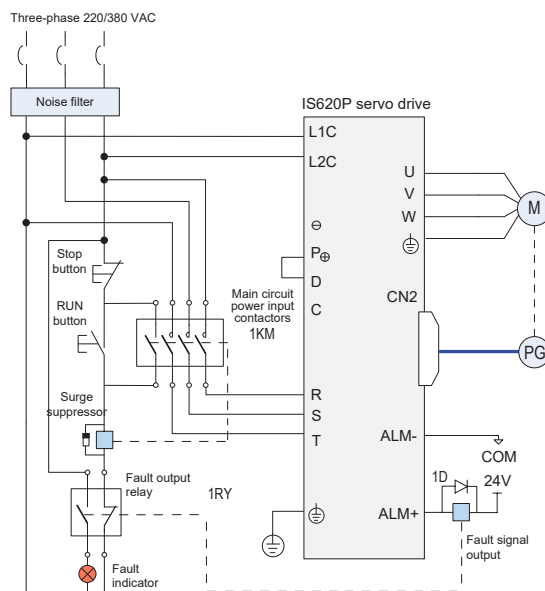 Three-phase 220/380 VAC
Noise filter
IS620P servo drive
L1C
L2C
U
V
W
M
⊖
P⊕
D
C
CN2
Stop
button
RUN
button
Main circuit
power input
contactors
1KM
PG
Surge
suppressor
R
S
T
ALM-
COM
Fault output
relay
1RY
1D
24V
ALM+
Fault signal
output
Fault
indicator